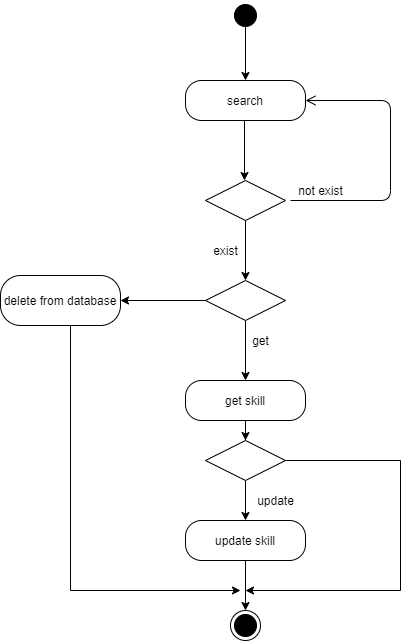 search
not exist
exist
delete from database
get
get skill
update
update skill